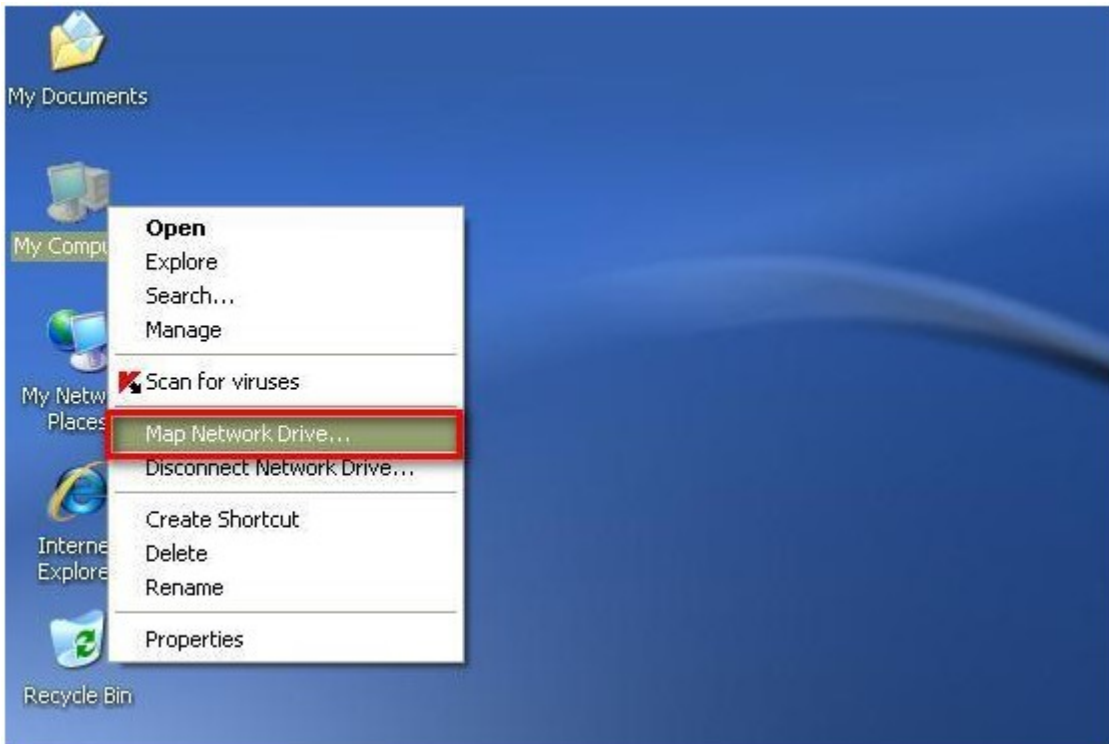 My Documents
My Compu
My Netw
Places
Interne
Explore
Recycle Bin
Open
Explore
Search...
Manage
Scan for viruses
Map Network Drive...
Disconnect Network Drive...
Create Shortcut
Delete
Rename
Properties